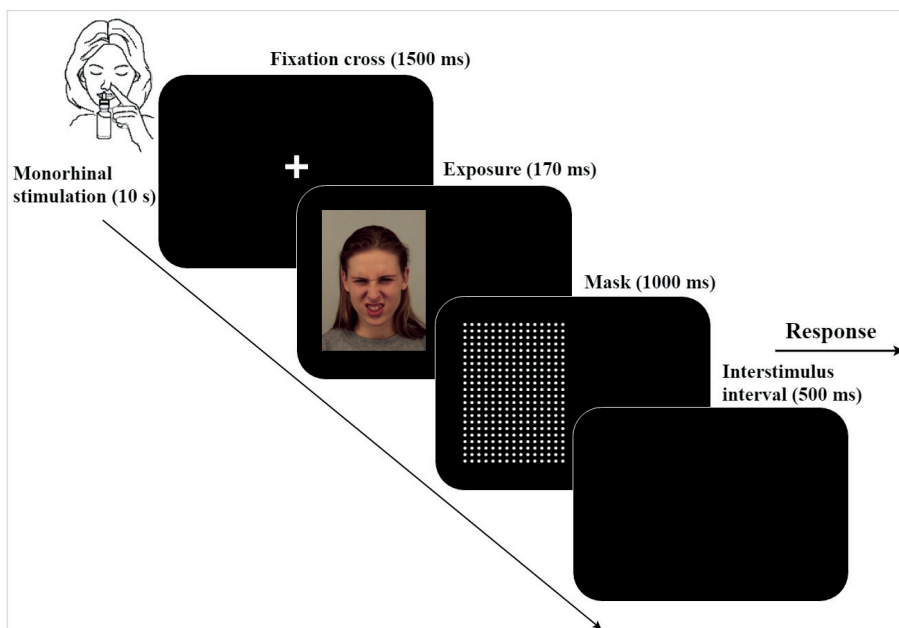 Fixation cross (1500 ms)
Monorhinal
stimulation (10 s)
Exposure (170 ms)
Mask (1000 ms)
Response
Interstimulus
interval (500 ms)